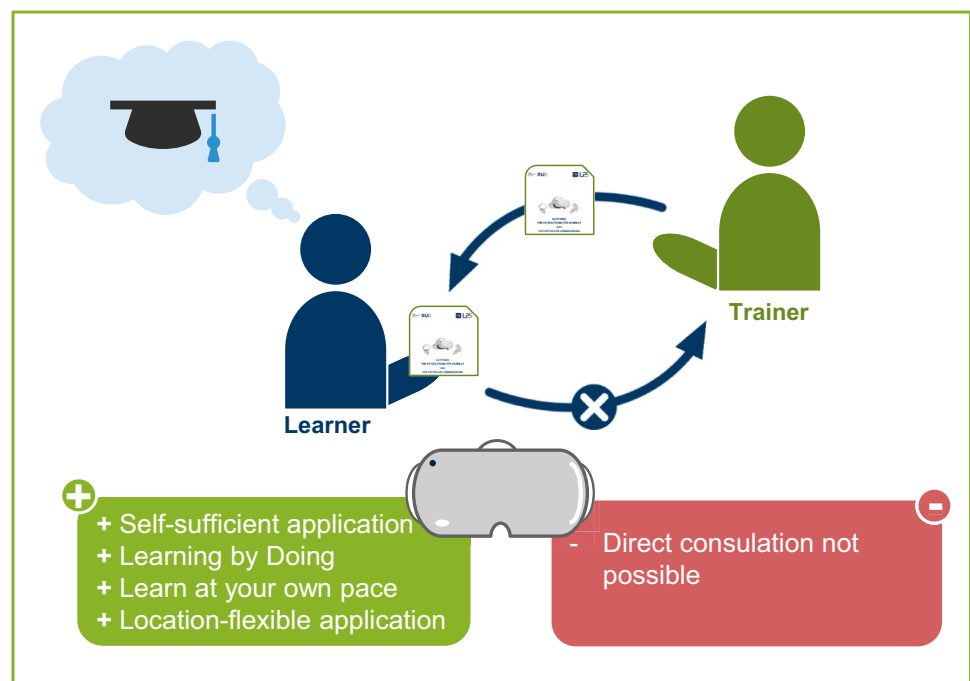 Trainer
Learner
+ Self-sufficient application
+ Learning by Doing
+ Learn at your own pace
+ Location-flexible application
- Direct consulation not
possible